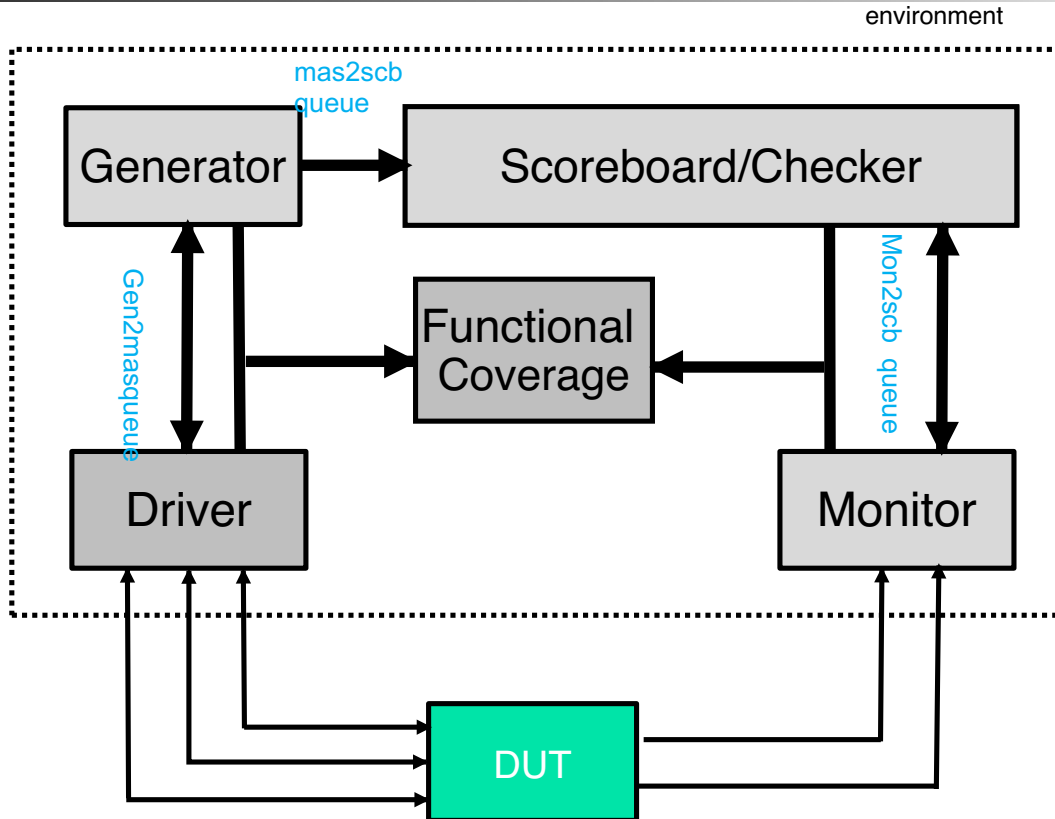 environment
mas2scb
queue
Generator
Scoreboard/Checker
Gen2masqueue
Functional
Coverage
Mon2scb queue
Driver
Monitor
DUT